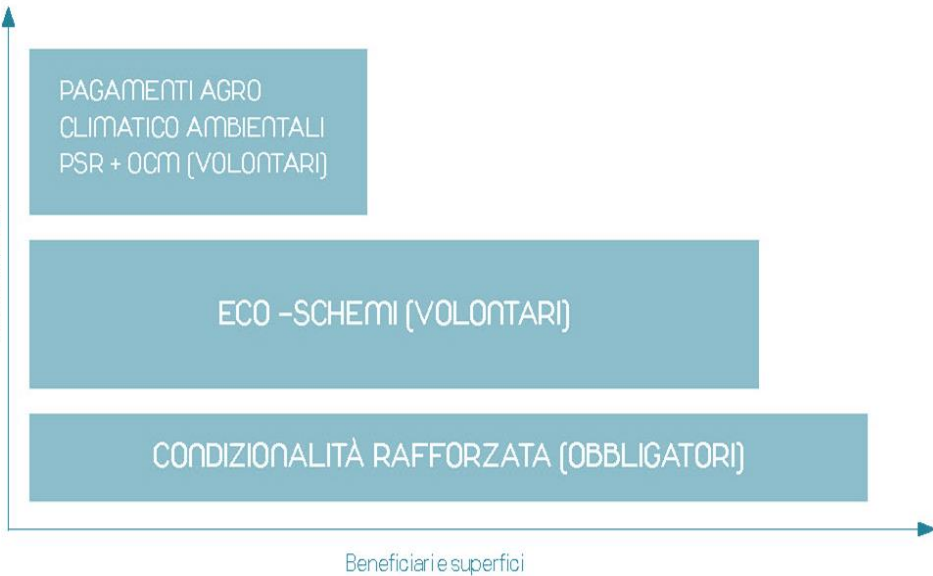 PAGAMENTI AGRO
CLIMATICO AMBIENTALI
PSR + OCM (VOLONTARI)
ECO -SCHEMI (VOLONTARI)
CONDIZIONALITÀ RAFFORZATA (OBBLIGATORI)
Beneficiari e superfici